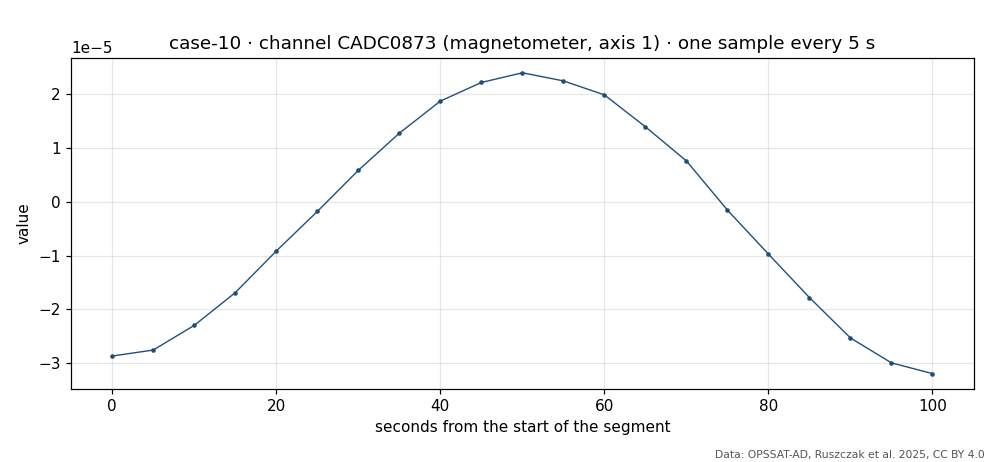 case-10 · channel CADC0873 (magnetometer, axis 1) · one sample every 5 s
1e−5
2
1
0
−1
−2
−3
value
0 20 40 60 80 100
seconds from the start of the segment
Data: OPSSAT-AD, Ruszczak et al. 2025, CC BY 4.0